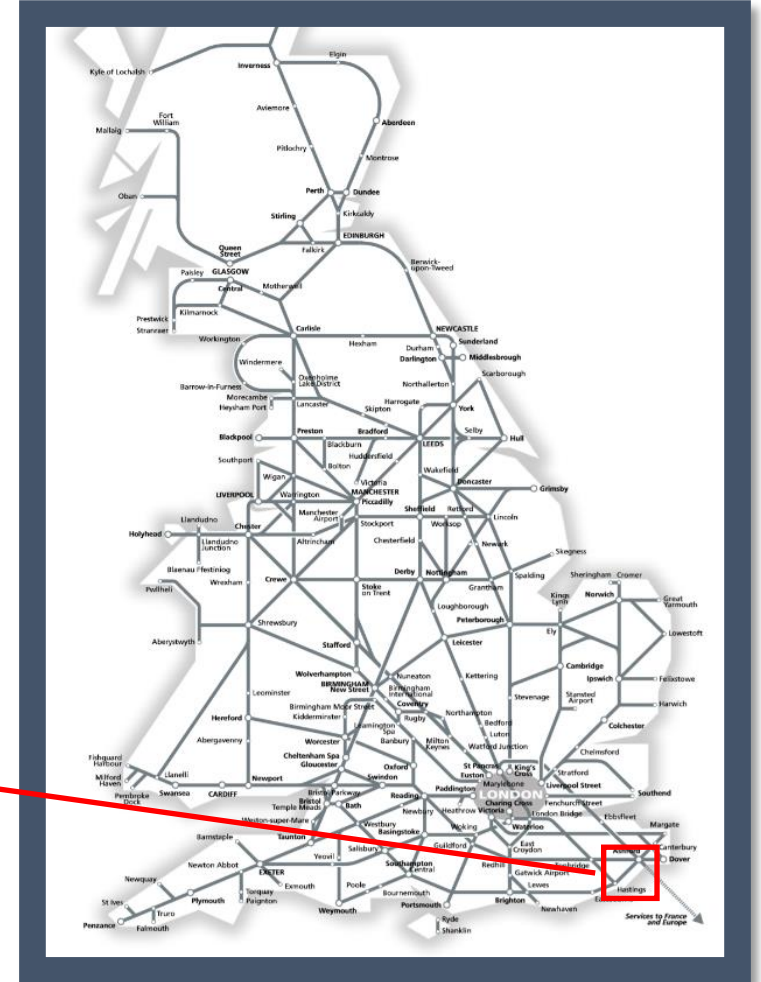 Elgin
Inverness
Kyle of Lochalsh
Aviemore
Fort
William
Aberdeen
Mallaig
Pitlochry
Montrose
Perth
Dundee
Oban
Kirkcaldy
Stirling
EDINBURGH
Queen
Street
Falkirk
Berwick-
upon-Tweed
Paisley
GLASGOW
Central
Motherwell
Prestwick
Kilmarnock
Stranraer
Carlisle
NEWCASTLE
Workington
Hexham
Sunderland
Durham
Darlington
Middlesbrough
Windermere
Oxenholme
Lake District
Northallerton
Scarborough
Barrow-in-Furness
Morecambe
Heysham Port
Lancaster
Harrogate
Skipton
York
Blackpool
Preston
Bradford
LEEDS
Selby
Hull
Blackburn
Huddersfield
Southport
Bolton
Wakefield
Wigan
Victoria
Doncaster
MANCHESTER
Piccadilly
Grimsby
LIVERPOOL
Warrington
Sheffield
Retford
Manchester
Airport
Lincoln
Llandudno
Chester
Stockport
Worksop
Holyhead
Llandudno
Junction
Altrincham
Chesterfield
Newark
Skegness
Blaenau Ffestiniog
Derby
Nottingham
Spalding
Sheringham
Cromer
Pwllheli
Wrexham
Crewe
Stoke
on Trent
Grantham
Kings
Lynn
Norwich
Great
Yarmouth
Loughborough
Peterborough
Shrewsbury
Ely
Lowestoft
Aberystwyth
Stafford
Leicester
Cambridge
Wolverhampton
BIRMINGHAM
New Street
Nuneaton
Kettering
Ipswich
Felixstowe
Leominster
Birmingham
International
Stevenage
Stansted
Airport
Harwich
Birmingham Moor Street
Coventry
Hereford
Kidderminster
Rugby
Northampton
Colchester
Leamington
Spa
Bedford
Abergavenny
Worcester
Banbury
Milton
Keynes
Luton
Watford Junction
Chelmsford
Fishguard
Harbour
Cheltenham Spa
Gloucester
Oxford
St Pancras
King's
Cross
Euston
Stratford
Milford
Haven
Llanelli
Newport
Swindon
Marylebone
Liverpool Street
Pembroke
Dock
Swansea
CARDIFF
Bristol Parkway
Reading
Paddington
LONDON
Southend
Bristol
Temple Meads
Bath
Newbury
Heathrow
Victoria
Charing Cross
Fenchurch Street
Weston-super-Mare
London Bridge
Ebbsfleet
Westbury
Basingstoke
Woking
Waterloo
Margate
Barnstaple
Taunton
Salisbury
Guildford
East
Croydon
Canterbury
Ashford
Newton Abbot
Yeovil
Southampton
Central
Redhill
Tonbridge
Dover
Newquay
EXETER
Gatwick Airport
Exmouth
Poole
Lewes
Hastings
Torquay
Bournemouth
St Ives
Plymouth
Paignton
Portsmouth
Brighton
Truro
Weymouth
Newhaven
Penzance
Falmouth
Ryde
Shanklin
Services to France
and Europe